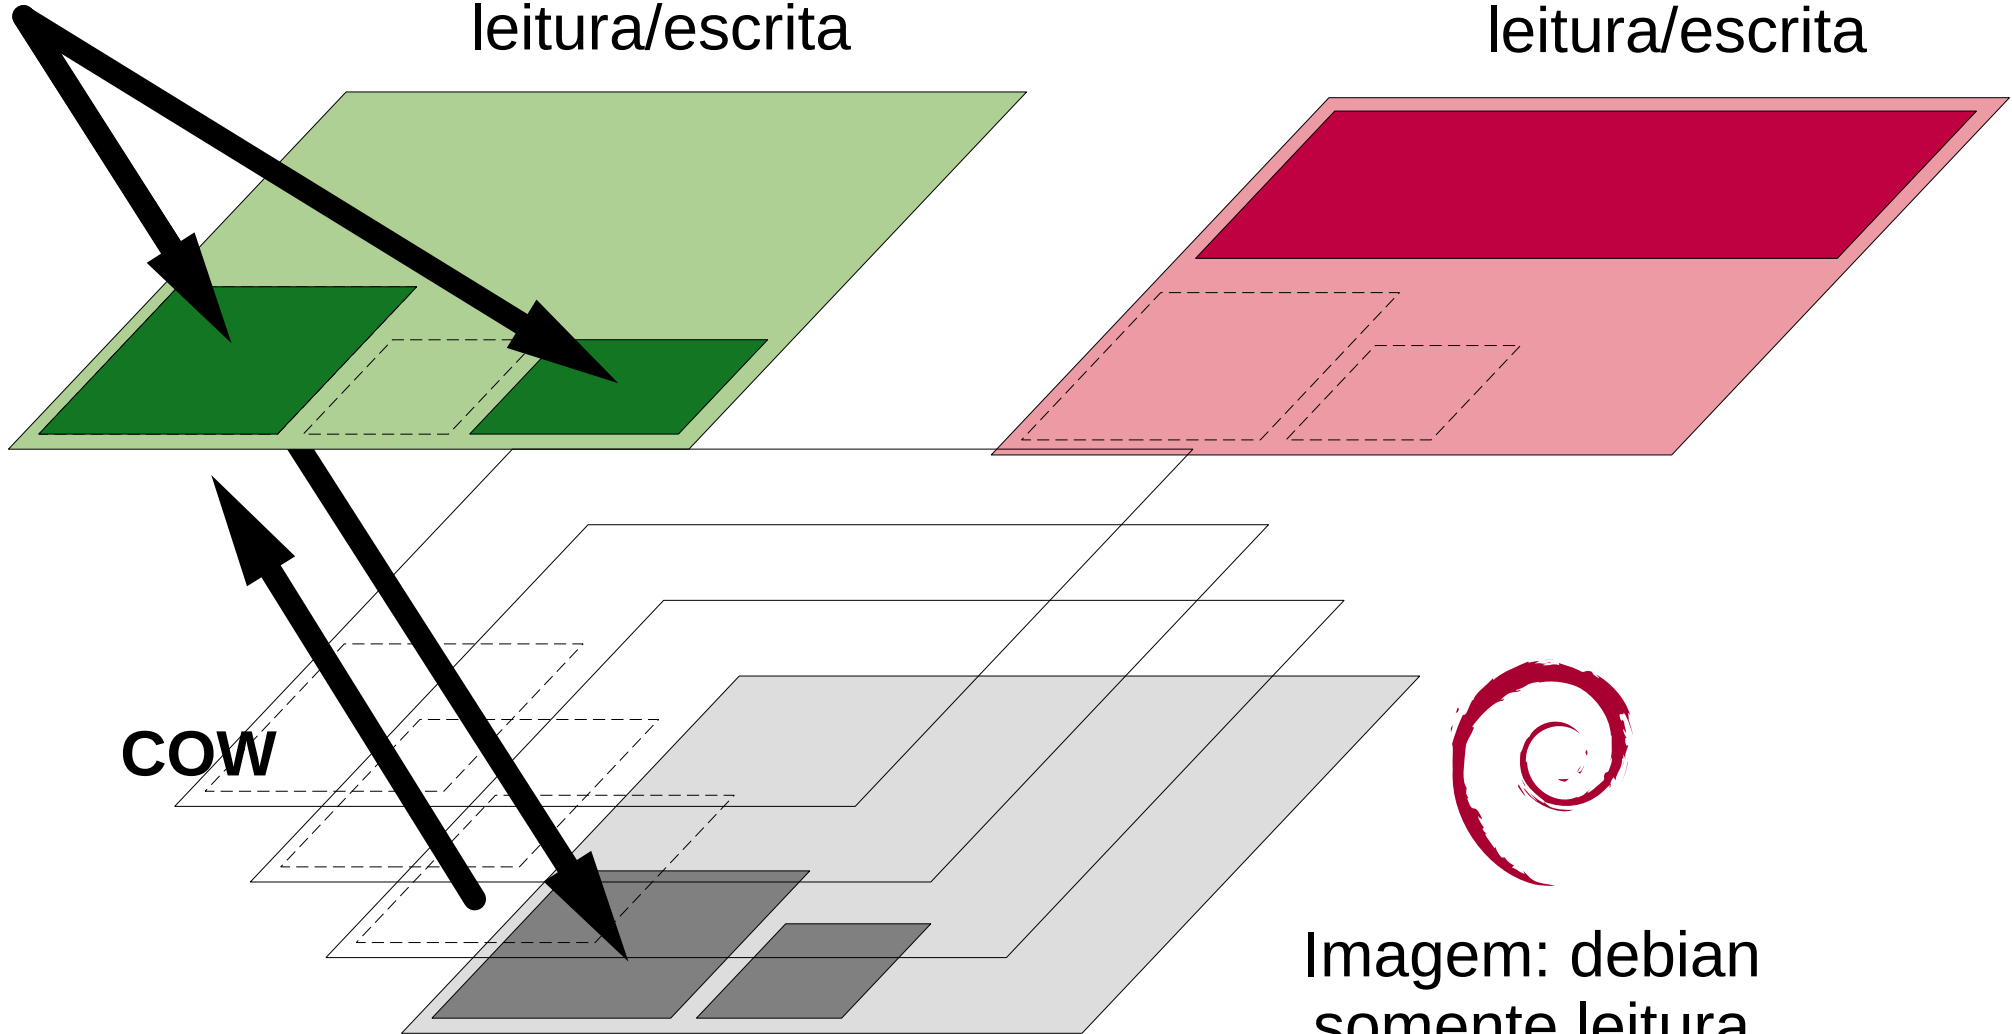 leitura/escrita
leitura/escrita
COW
Imagem: debian
somente leitura